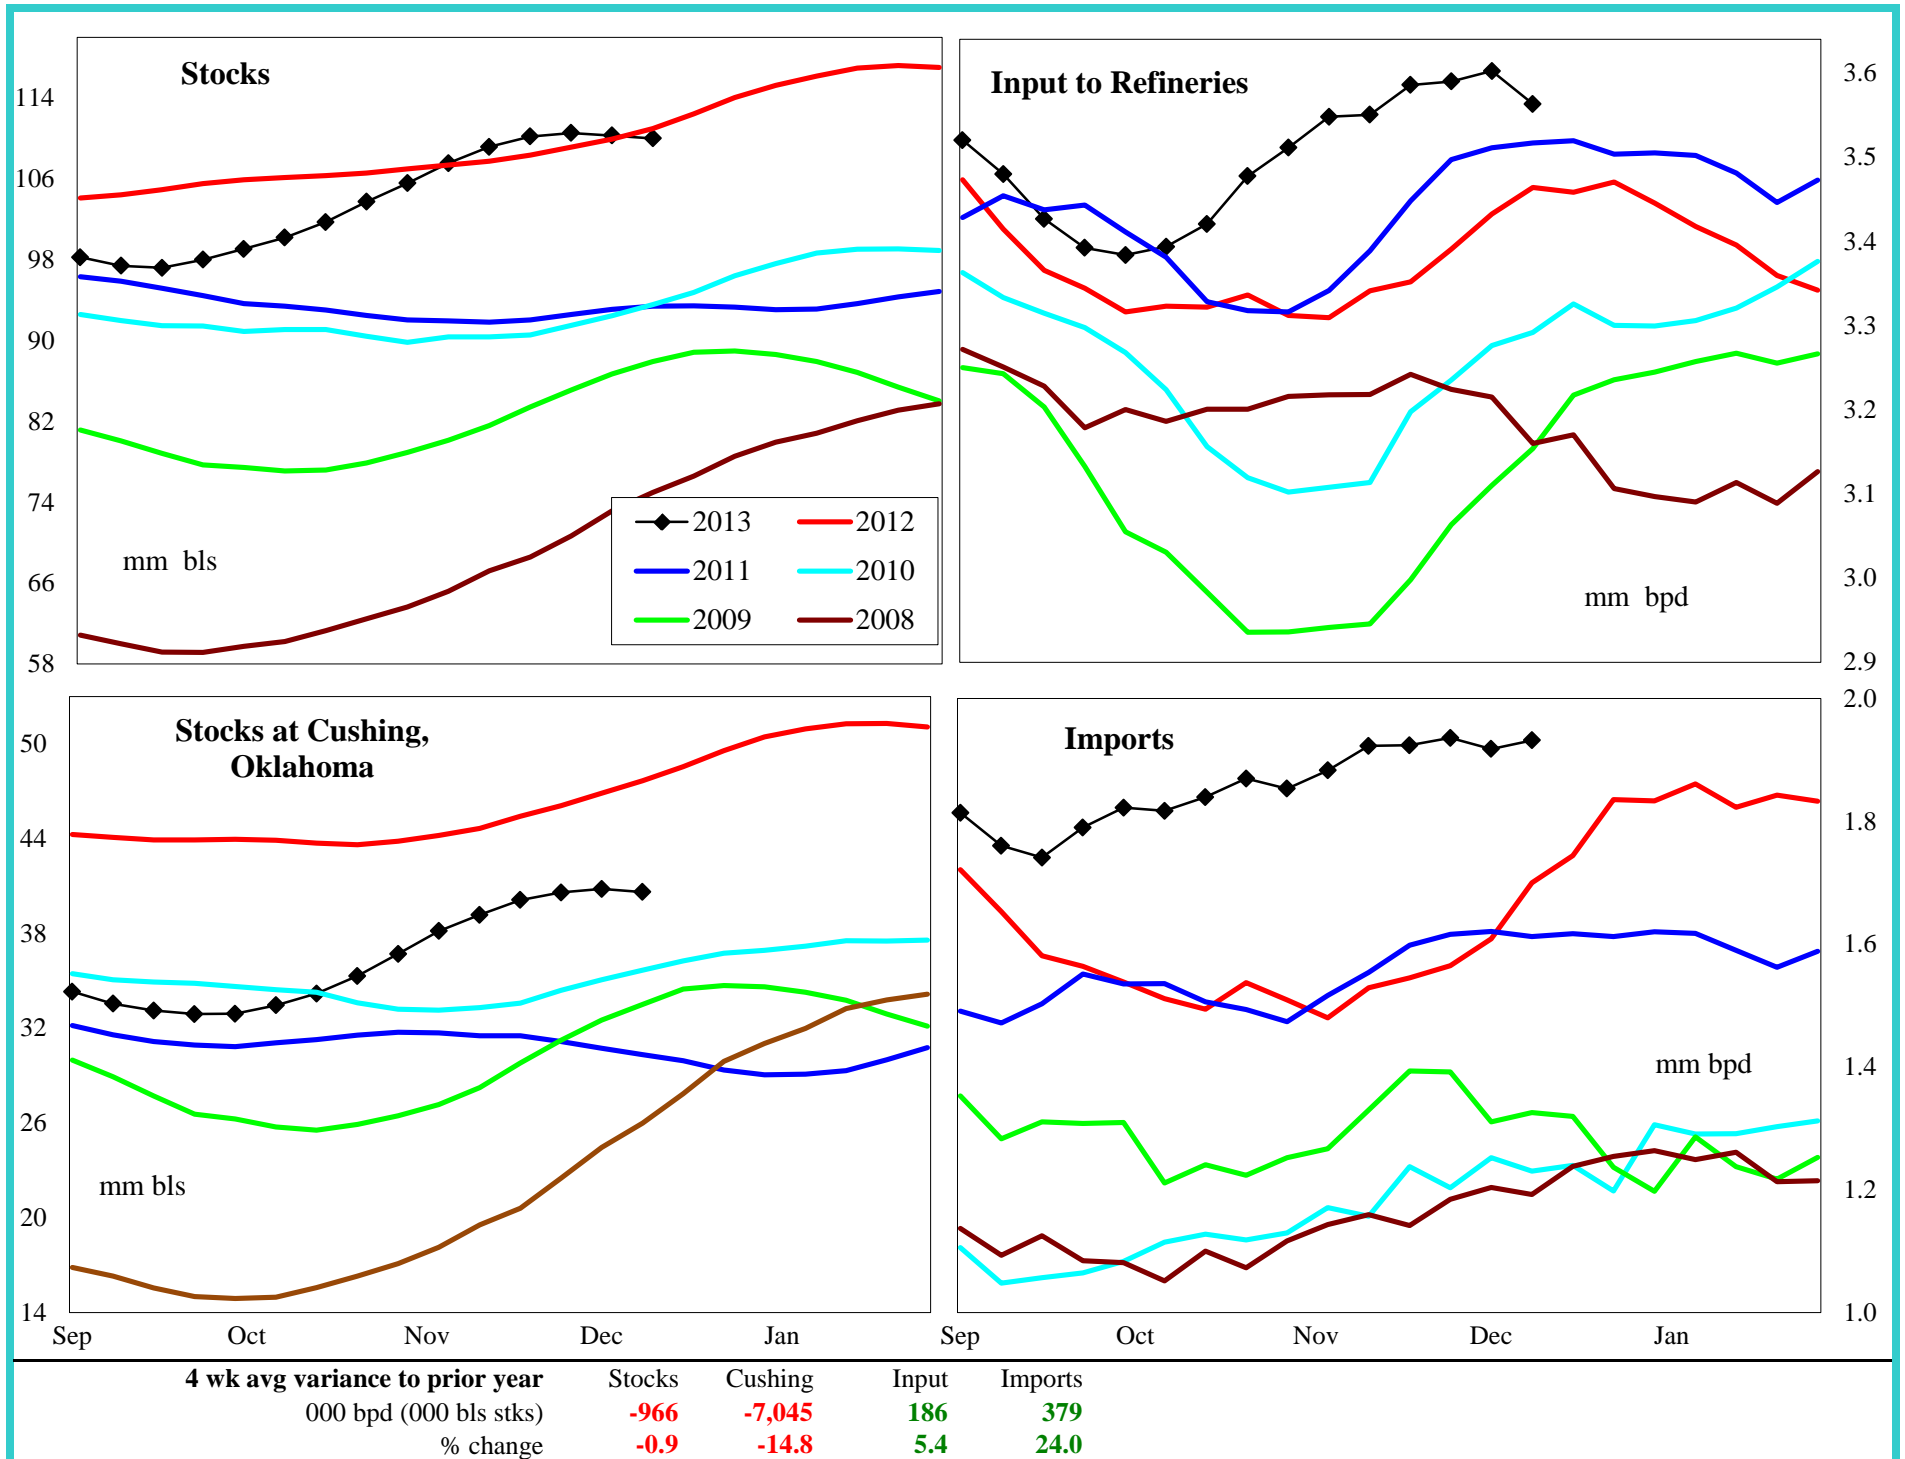 Stocks
114
106
98
90
82
74
66
58
mm bls
2013 2012
2011 2010
2009 2008
Input to Refineries
3.6
3.5
3.4
3.3
3.2
3.1
3.0
2.9
mm bpd
Stocks at Cushing,
Oklahoma
50
44
38
32
26
20
14
mm bls
Sep Oct Nov Dec Jan
Imports
2.0
1.8
1.6
1.4
1.2
1.0
mm bpd
Sep Oct Nov Dec Jan
4 wk avg variance to prior year Stocks Cushing Input Imports
000 bpd (000 bls stks) -966 -7,045 186 379
% change -0.9 -14.8 5.4 24.0